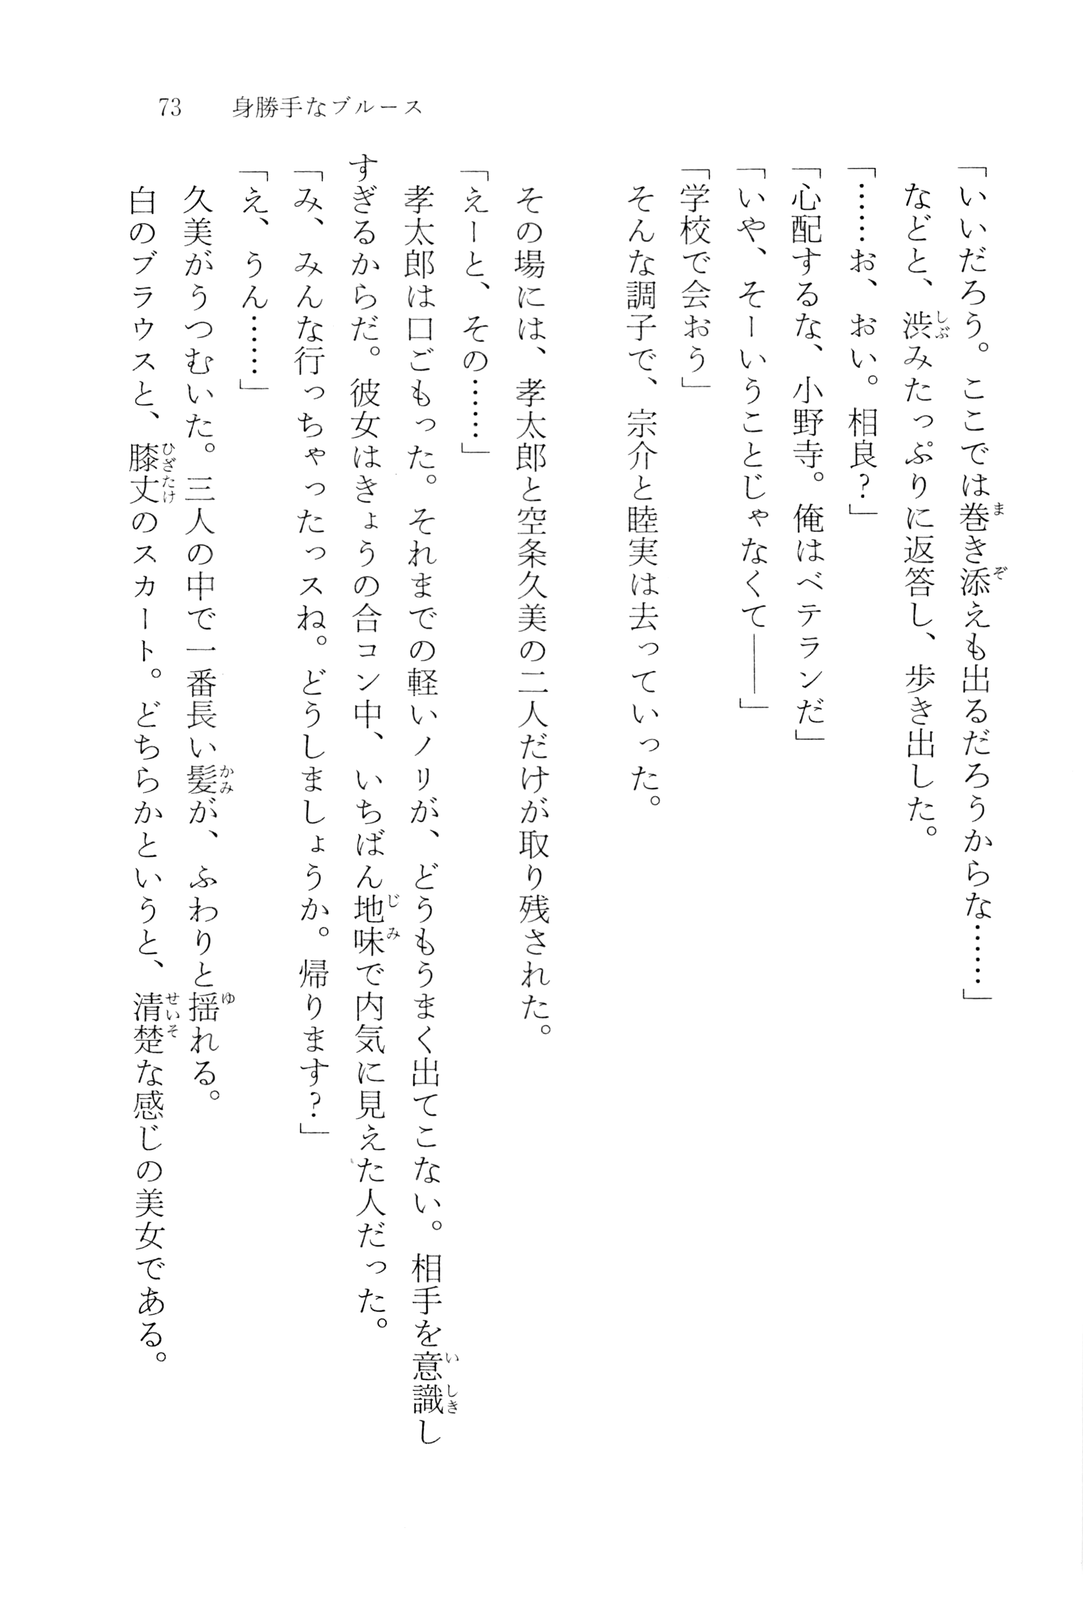 73　身勝手なブルース
「いいだろう。ここでは巻き添えも出るだろうからな……」
などと、渋みたっぷりに返答し、歩き出した。
「……お、おい。相良？」
「心配するな、小野寺。俺はベテランだ」
「いや、そーいうことじゃなくて――」
「学校で会おう」
そんな調子で、宗介と睦実は去っていった。
その場には、孝太郎と空条久美の二人だけが取り残された。
「えーと、その……」
孝太郎は口ごもった。それまでの軽いノリが、どうもうまく出てこない。相手を意識し
すぎるからだ。彼女はきょうの合コン中、いちばん地味で内気に見えた人だった。
「み、みんな行っちゃったっスね。どうしましょうか。帰ります？」
「え、うん……」
久美がうつむいた。三人の中で一番長い髪が、ふわりと揺れる。
白のブラウスと、膝丈のスカート。どちらかというと、清楚な感じの美女である。